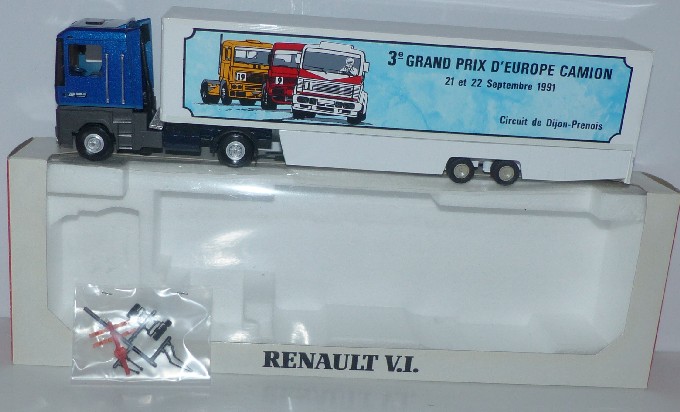 3e GRAND PRIX D'EUROPE CAMION
21 et 22 Septembre 1991
Circuit de Dijon-Prenois
RENAULT V.I.